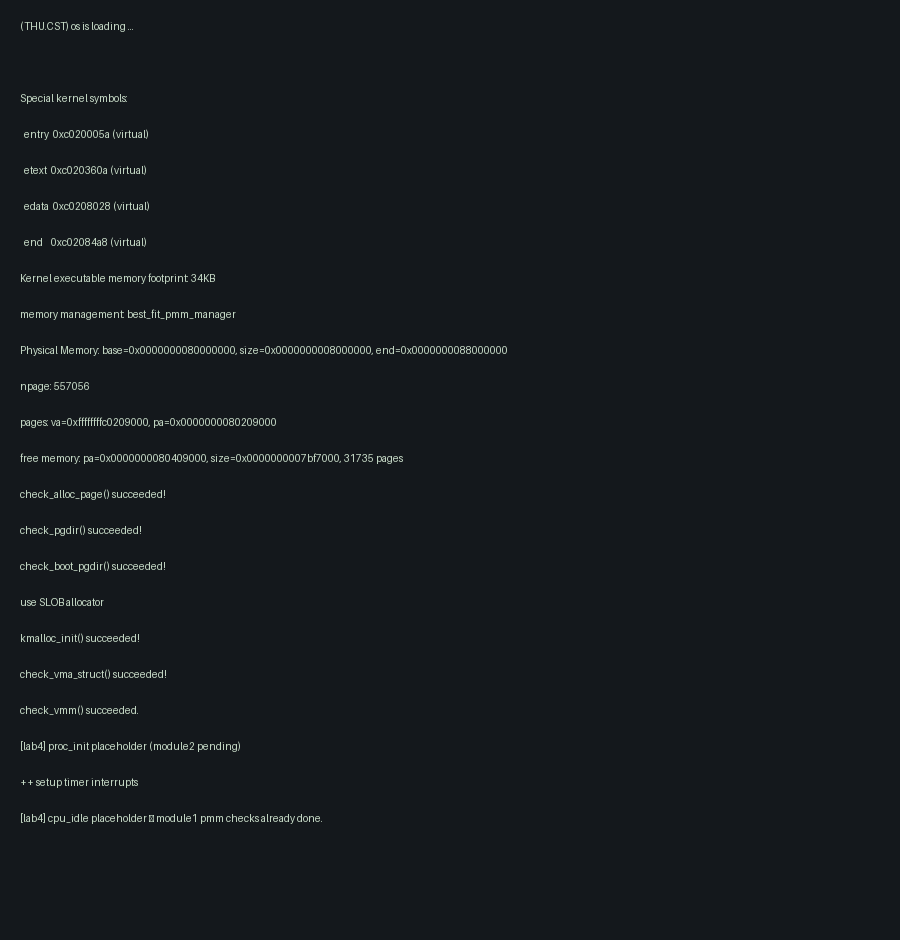 (THU.CST) os is loading ...
Special kernel symbols:
entry 0xc020005a (virtual)
etext 0xc020360a (virtual)
edata 0xc0208028 (virtual)
end 0xc02084a8 (virtual)
Kernel executable memory footprint: 34KB
memory management: best_fit_pmm_manager
Physical Memory: base=0x0000000080000000, size=0x0000000008000000, end=0x0000000088000000
npage: 557056
pages: va=0xffffffffc0209000, pa=0x0000000080209000
free memory: pa=0x0000000080409000, size=0x0000000007bf7000, 31735 pages
check_alloc_page() succeeded!
check_pgdir() succeeded!
check_boot_pgdir() succeeded!
use SLOB allocator
kmalloc_init() succeeded!
check_vma_struct() succeeded!
check_vmm() succeeded.
[lab4] proc_init placeholder (module2 pending)
++ setup timer interrupts
[lab4] cpu_idle placeholder module1 pmm checks already done.